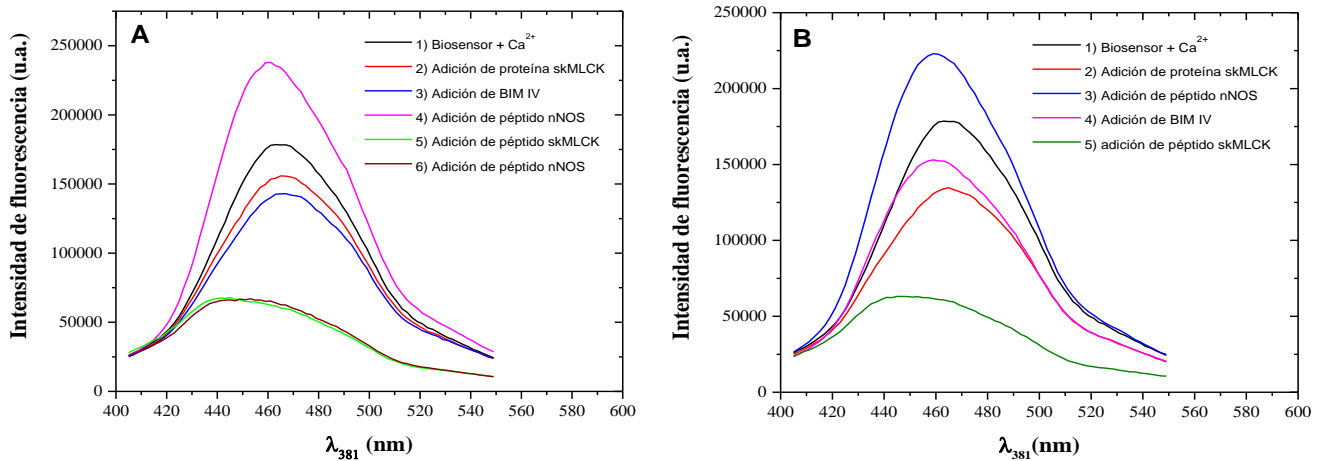 A
Intensidad de fluorescencia (u.a.)
250000
200000
150000
100000
50000
0
1) Biosensor + Ca²⁺
2) Adición de proteína skMLCK
3) Adición de BIM IV
4) Adición de péptido nNOS
5) Adición de péptido skMLCK
6) Adición de péptido nNOS
400 420 440 460 480 500 520 540 560 580 600
λ₃₈₁ (nm)
B
Intensidad de fluorescencia (u.a.)
250000
225000
200000
175000
150000
125000
100000
75000
50000
25000
0
1) Biosensor + Ca²⁺
2) Adición de proteína skMLCK
3) Adición de péptido nNOS
4) Adición de BIM IV
5) adición de péptido skMLCK
400 420 440 460 480 500 520 540 560 580 600
λ₃₈₁(nm)